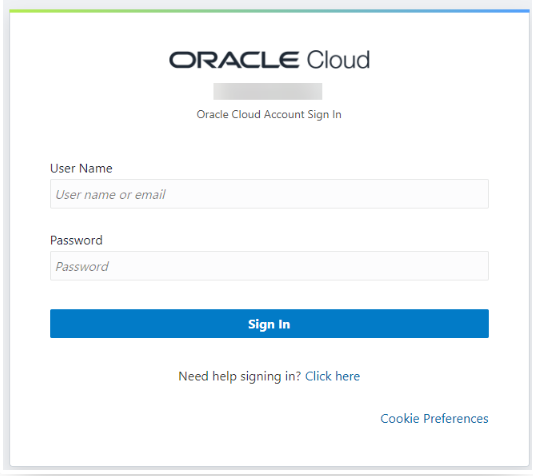 ORACLE Cloud
Oracle Cloud Account Sign In
User Name
User name or email
Password
Password
Sign In
Need help signing in? Click here
Cookie Preferences